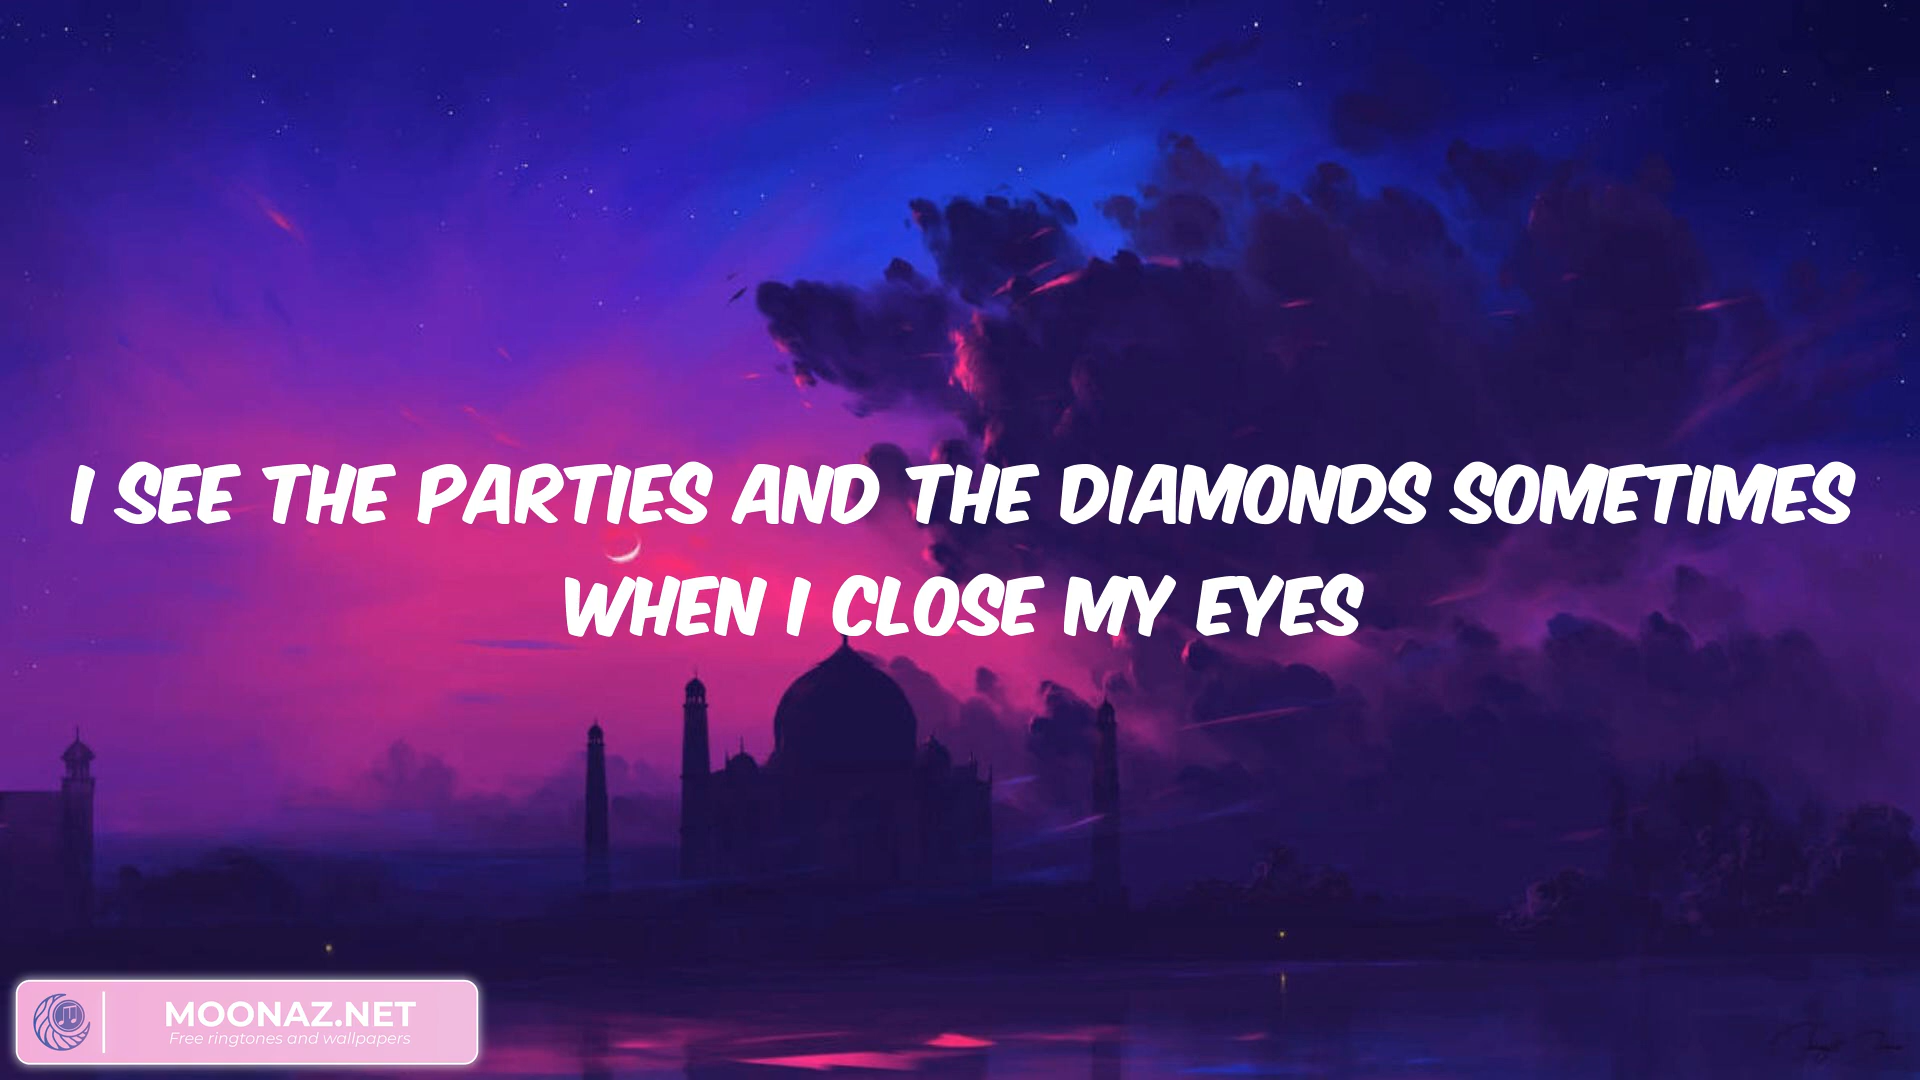 I SEE THE PARTIES AND THE DIAMONDS SOMETIMES
WHEN I CLOSE MY EYES
MOONAZ.NET
Free ringtones and wallpapers